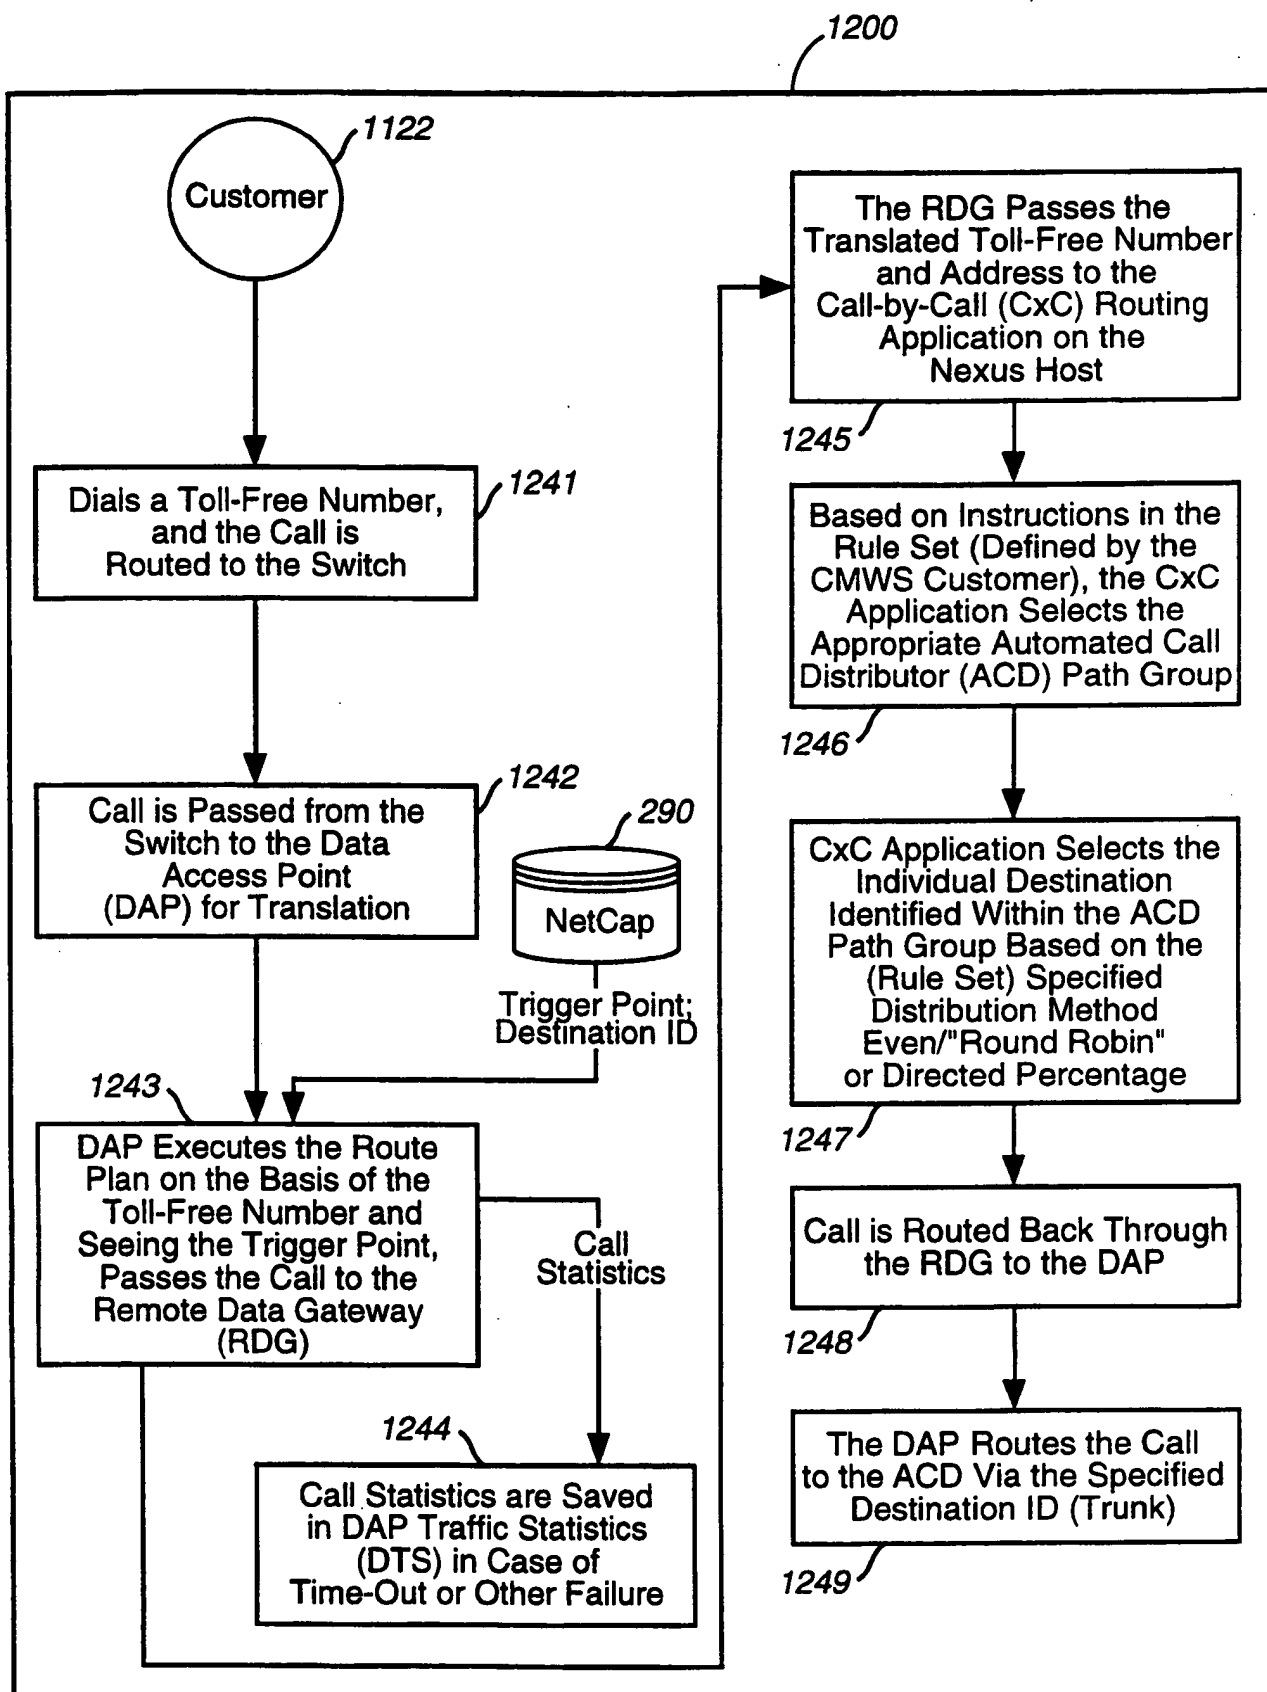 1200
1122
Customer
1241
Dials a Toll-Free Number,
and the Call is
Routed to the Switch
1242
Call is Passed from the
Switch to the Data
Access Point
(DAP) for Translation
290
NetCap
Trigger Point;
Destination ID
1243
DAP Executes the Route
Plan on the Basis of the
Toll-Free Number and
Seeing the Trigger Point,
Passes the Call to the
Remote Data Gateway
(RDG)
Call
Statistics
1244
Call Statistics are Saved
in DAP Traffic Statistics
(DTS) in Case of
Time-Out or Other Failure
The RDG Passes the
Translated Toll-Free Number
and Address to the
Call-by-Call (CxC) Routing
Application on the
Nexus Host
1245
Based on Instructions in the
Rule Set (Defined by the
CMWS Customer), the CxC
Application Selects the
Appropriate Automated Call
Distributor (ACD) Path Group
1246
CxC Application Selects the
Individual Destination
Identified Within the ACD
Path Group Based on the
(Rule Set) Specified
Distribution Method
Even/"Round Robin"
or Directed Percentage
1247
Call is Routed Back Through
the RDG to the DAP
1248
The DAP Routes the Call
to the ACD Via the Specified
Destination ID (Trunk)
1249